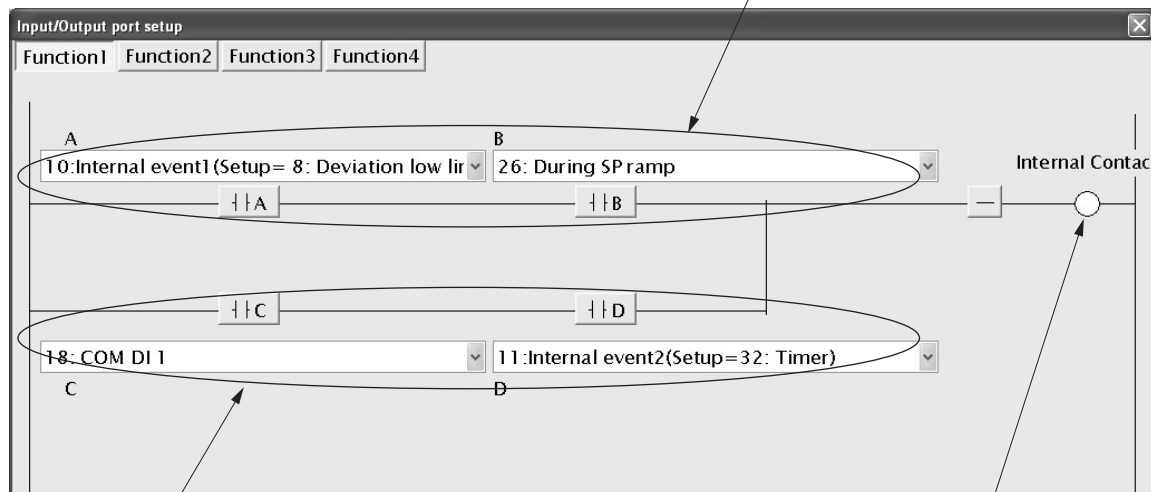 Input/Output port setup
Function1 Function2 Function3 Function4
A B
10:Internal event1(Setup= 8: Deviation low lir 26: During SP ramp
Internal Contac
A B
C D
18: COM DI 1 11:Internal event2(Setup=32: Timer)
C D